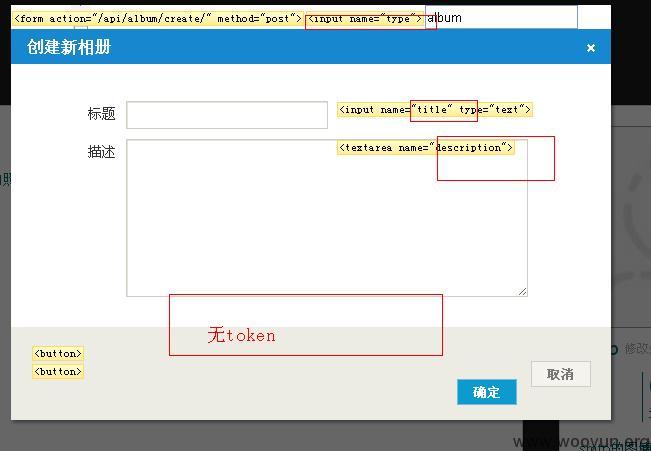 <form action="/api/album/create/" method="post"> <input name="type"> album
创建新相册 ×
标题 <input name="title" type="text">
描述 <textarea name="description">
无token
<button>
<button>
确定
取消
修改
www.wooyun.org